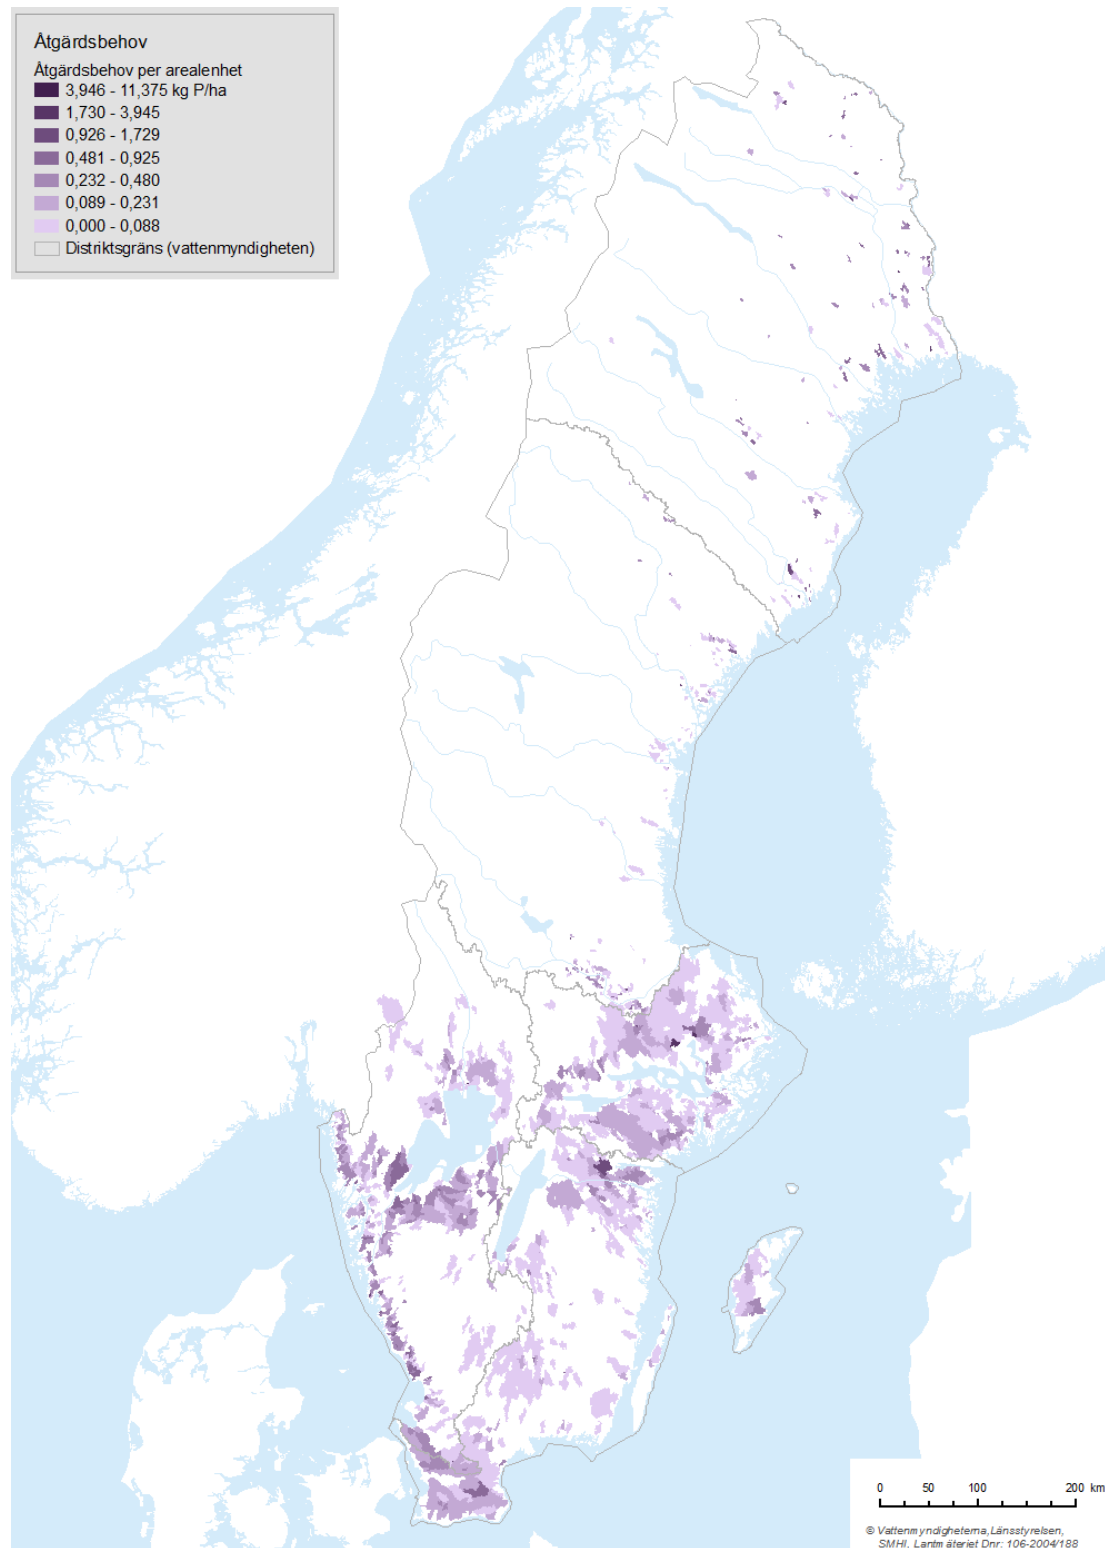 Åtgärdsbehov
Åtgärdsbehov per arealenhet
3,946 - 11,375 kg P/ha
1,730 - 3,945
0,926 - 1,729
0,481 - 0,925
0,232 - 0,480
0,089 - 0,231
0,000 - 0,088
Distriktsgräns (vattenmyndigheten)
0 50 100 200 km
© Vattenmyndigheterna, Länsstyrelsen,
SMHI, Lantmäteriet Dnr: 106-2004/188